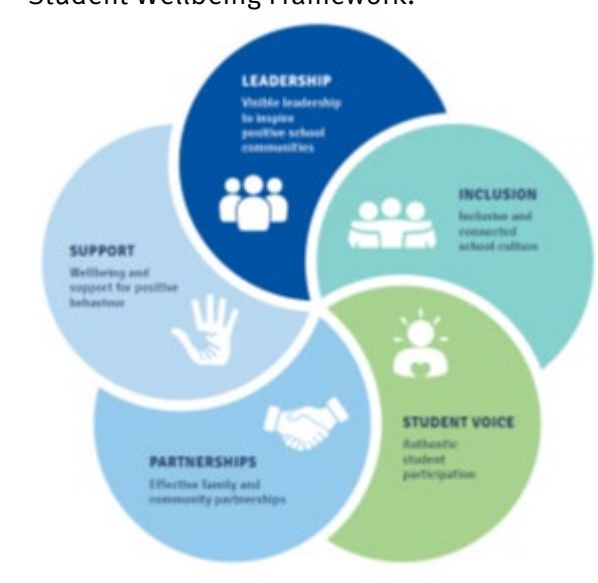 Student Wellbeing Framework.
LEADERSHIP
Visible leadership
to inspire
positive school
communities
INCLUSION
Inclusive and
connected
school culture
STUDENT VOICE
Authentic
student
participation
PARTNERSHIPS
Effective family and
community partnerships
SUPPORT
Wellbeing and
support for positive
behaviour